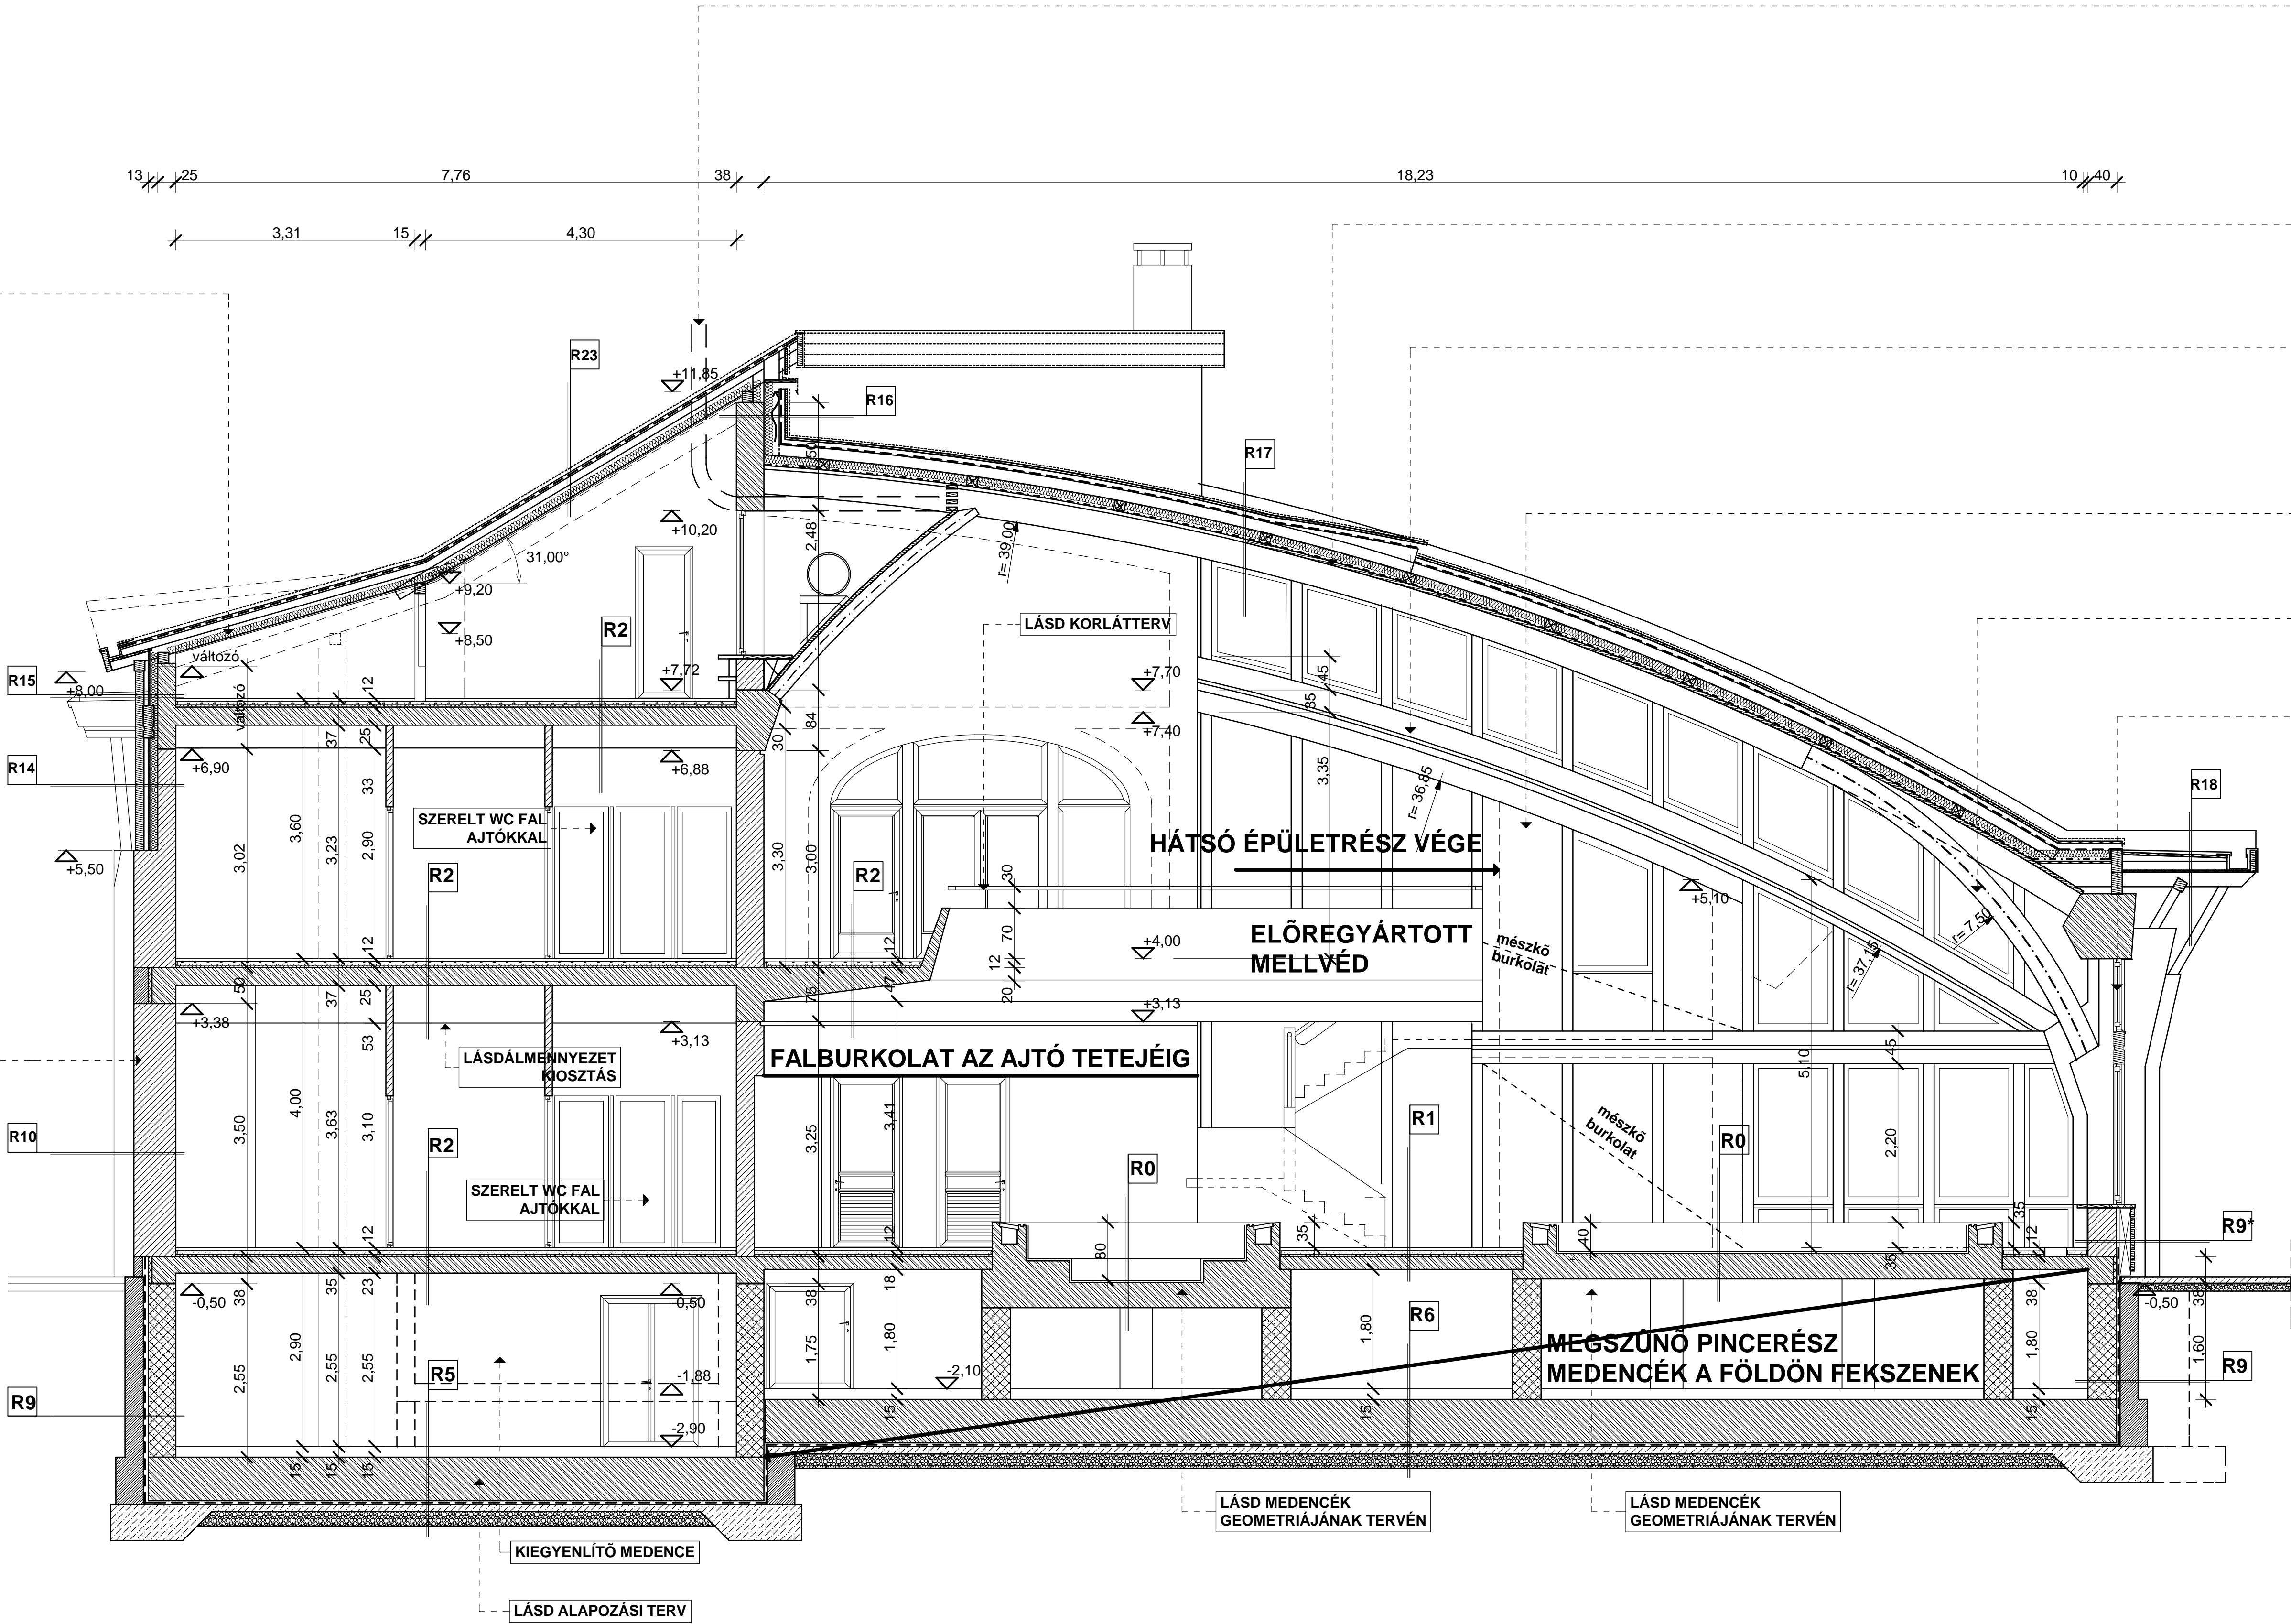 13
25
7,76
38
18,23
10
40
3,31
15
4,30
R23
+11,85
R16
50
R17
+10,20
2,48
r= 39,00
31,00°
+9,20
+8,50
R2
LÁSD KORLÁTTERV
változó
+7,72
+7,70
45
R15
+8,00
változó
12
84
85
37
25
30
+7,40
+6,90
+6,88
R14
33
3,35
r= 36,85
R18
SZERELT WC FAL
AJTÓKKAL
3,02
3,60
3,23
2,90
3,30
3,00
HÁTSÓ ÉPÜLETRÉSZ VÉGE
+5,50
R2
R2
30
+5,10
r= 7,50
70
ELÕREGYÁRTOTT
MELLVÉD
+4,00
mészkõ
burkolat
r= 37,15
12
12
12
50
37
25
75
47
20
+3,38
+3,13
+3,13
53
LÁSDÁLMENNYEZET
KIOSZTÁS
FALBURKOLAT AZ AJTÓ TETEJÉIG
45
5,10
3,50
4,00
3,63
3,10
3,25
3,41
R10
R2
R1
mészkõ
burkolat
R0
2,20
R0
SZERELT WC FAL
AJTÓKKAL
12
12
80
35
40
35
35
12
R9*
-0,50
38
35
23
-0,50
38
18
38
-0,50
38
2,90
2,55
2,55
2,55
1,75
1,80
1,80
R6
MEGSZÛNÕ PINCERÉSZ
MEDENCÉK A FÖLDÖN FEKSZENEK
1,80
1,60
R9
R5
-1,88
-2,10
R9
-2,90
15
15
15
15
15
15
LÁSD MEDENCÉK
GEOMETRIÁJÁNAK TERVÉN
LÁSD MEDENCÉK
GEOMETRIÁJÁNAK TERVÉN
KIEGYENLÍTÕ MEDENCE
LÁSD ALAPOZÁSI TERV